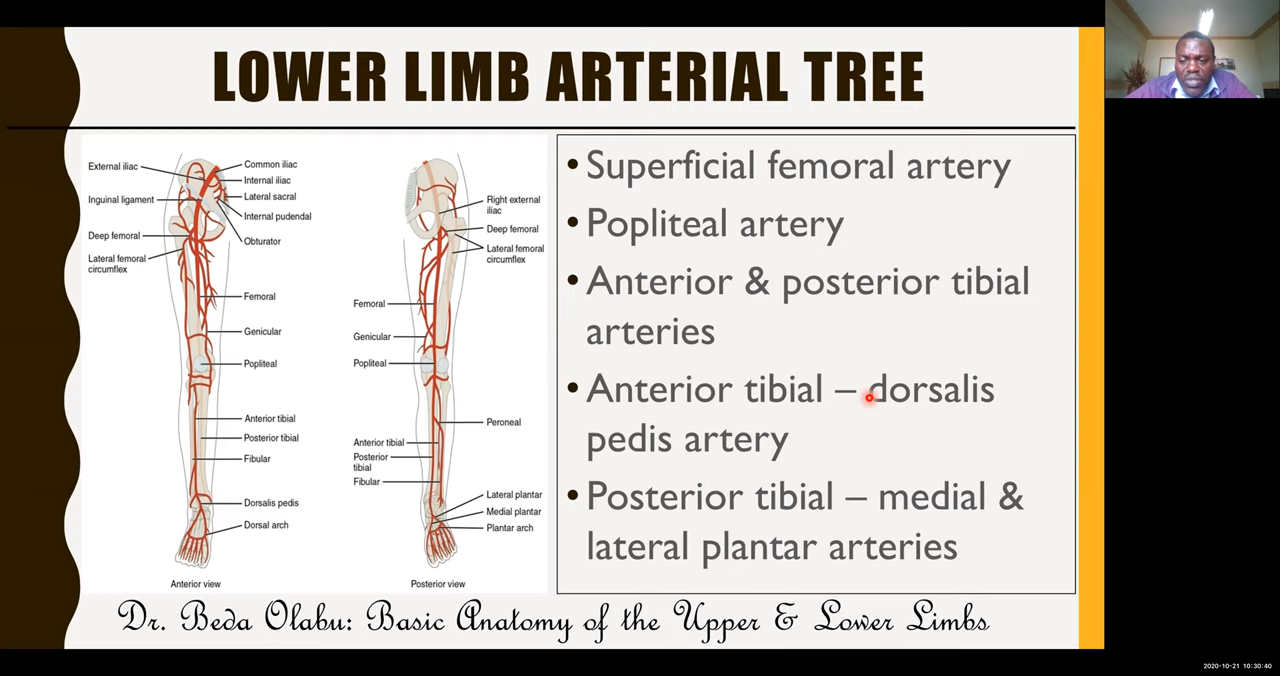 LOWER LIMB ARTERIAL TREE
External iliac
Inguinal ligament
Deep femoral
Lateral femoral
circumflex
Common iliac
Internal iliac
Lateral sacral
Internal pudendal
Obturator
Femoral
Genicular
Popliteal
Anterior tibial
Posterior tibial
Fibular
Dorsalis pedis
Dorsal arch
Anterior view
Right external
iliac
Deep femoral
Lateral femoral
circumflex
Femoral
Genicular
Popliteal
Peroneal
Anterior tibial
Posterior
tibial
Fibular
Lateral plantar
Medial plantar
Plantar arch
Posterior view
• Superficial femoral artery
• Popliteal artery
• Anterior & posterior tibial
arteries
• Anterior tibial – dorsalis
pedis artery
• Posterior tibial – medial &
lateral plantar arteries
Dr. Beda Olabu: Basic Anatomy of the Upper & Lower Limbs
2020-10-21 10:30:40